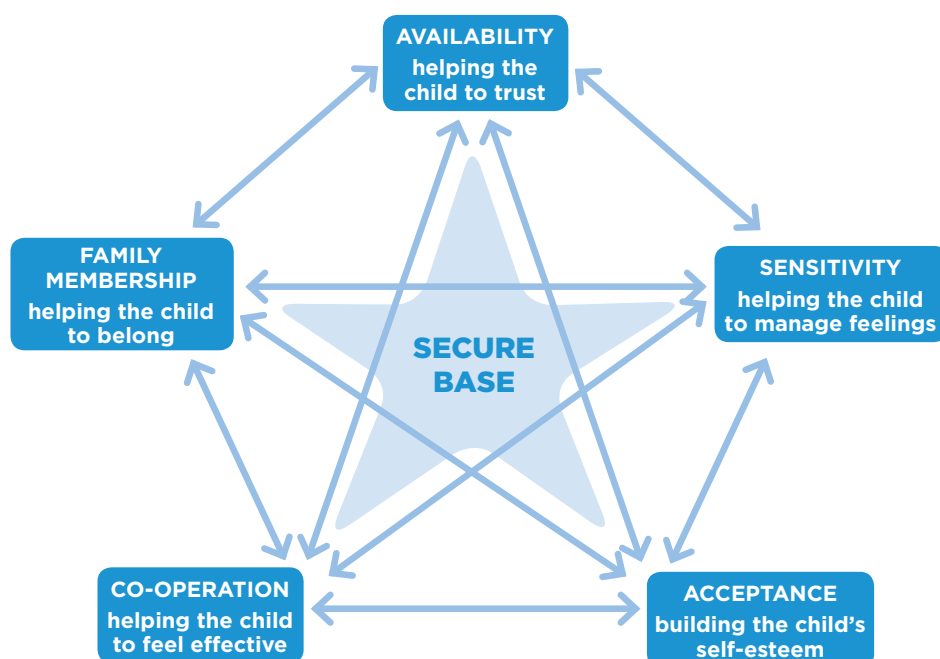 AVAILABILITY
helping the
child to trust
FAMILY
MEMBERSHIP
helping the child
to belong
SENSITIVITY
helping the child
to manage feelings
SECURE
BASE
CO-OPERATION
helping the child
to feel effective
ACCEPTANCE
building the child’s
self-esteem